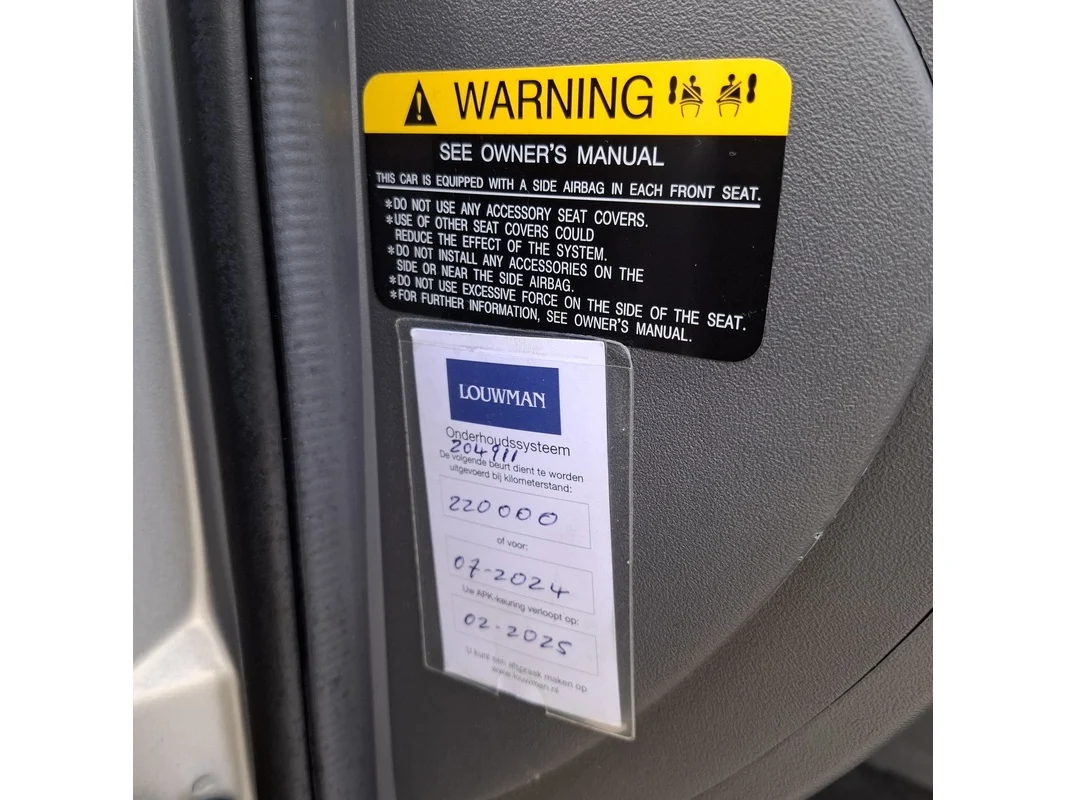 WARNING
SEE OWNER'S MANUAL
THIS CAR IS EQUIPPED WITH A SIDE AIRBAG IN EACH FRONT SEAT.
*DO NOT USE ANY ACCESSORY SEAT COVERS.
*USE OF OTHER SEAT COVERS COULD
REDUCE THE EFFECT OF THE SYSTEM.
*DO NOT INSTALL ANY ACCESSORIES ON THE
SIDE OR NEAR THE SIDE AIRBAG.
*DO NOT USE EXCESSIVE FORCE ON THE SIDE OF THE SEAT.
*FOR FURTHER INFORMATION, SEE OWNER'S MANUAL.
LOUWMAN
Onderhoudssysteem
204911
De volgende beurt dient te worden
uitgevoerd bij kilometerstand:
220000
of voor:
07-2024
Uw APK-keuring verloopt op:
02-2025
U kunt een afspraak maken op
www.louwman.nl